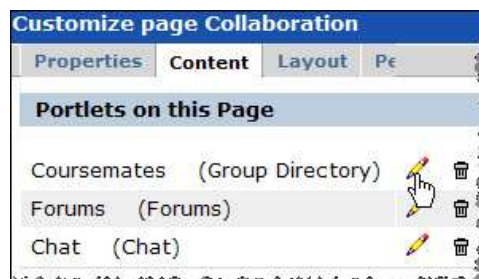 Customize page Collaboration
Properties Content Layout
Portlets on this Page
Coursemates (Group Directory)
Forums (Forums)
Chat (Chat)